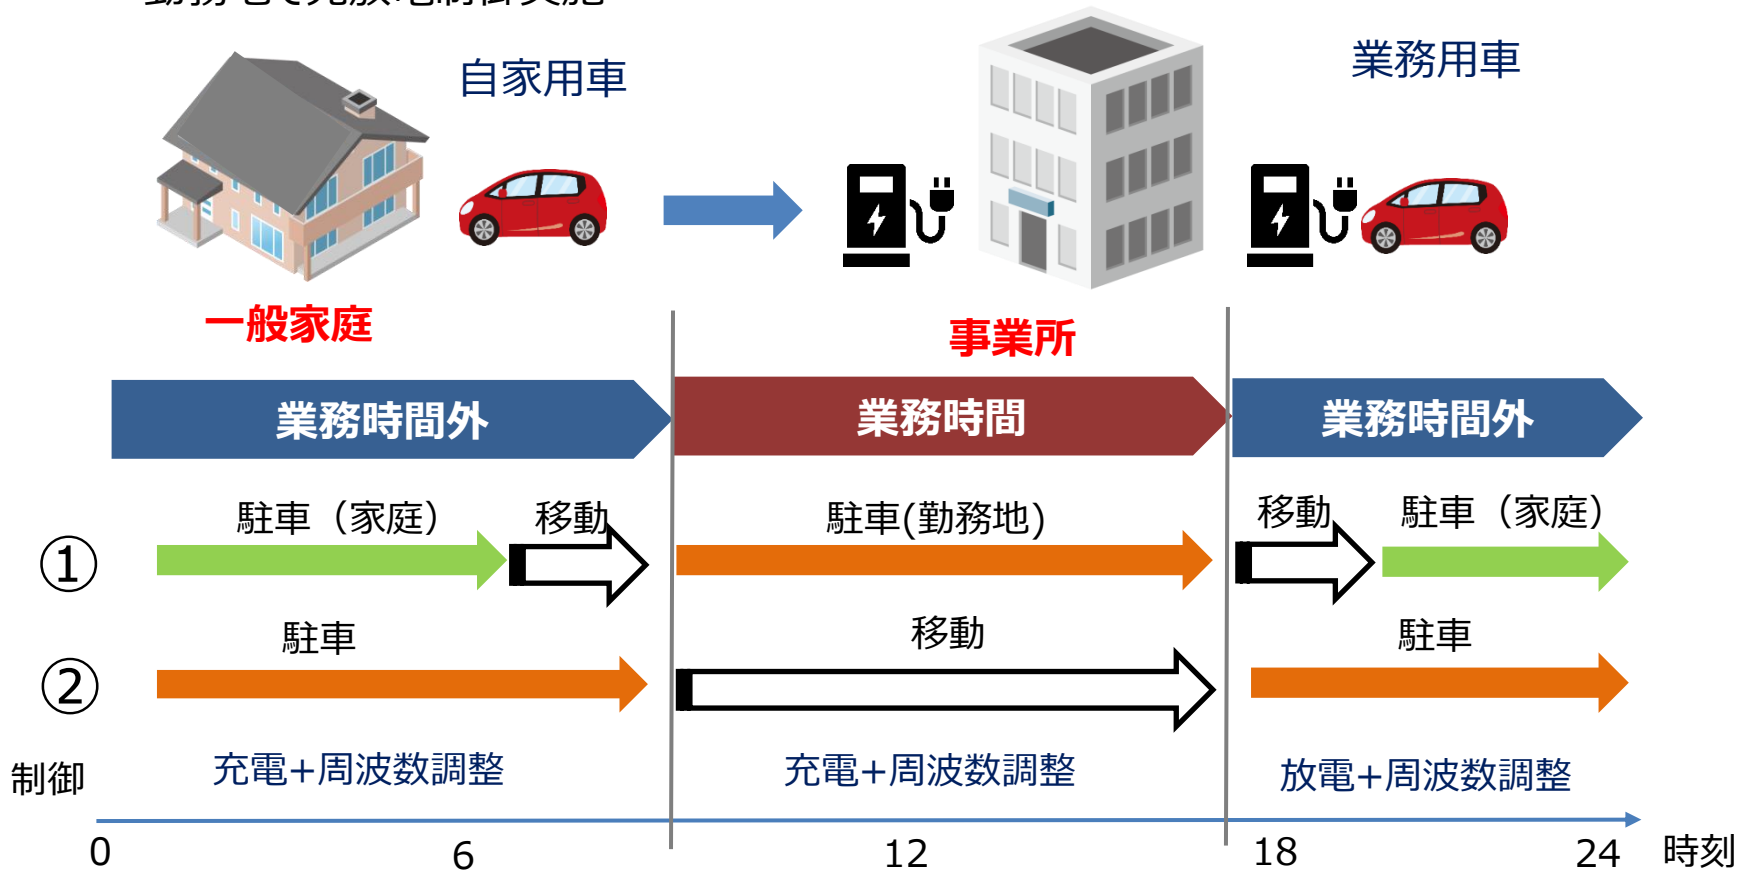 自家用車
業務用車
一般家庭
事業所
業務時間外
業務時間
業務時間外
駐車（家庭）
移動
駐車(勤務地)
移動
駐車（家庭）
①
駐車
移動
駐車
②
制御
充電+周波数調整
充電+周波数調整
放電+周波数調整
0
6
12
18
24
時刻